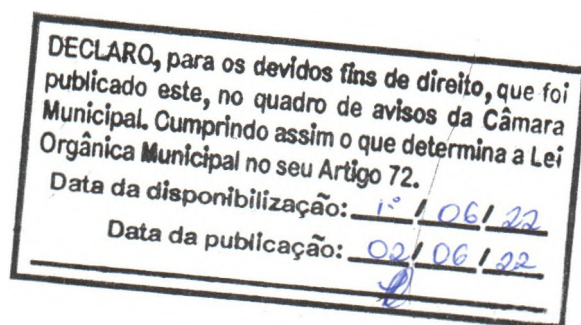 DECLARO, para os devidos fins de direito, que foi
publicado este, no quadro de avisos da Câmara
Municipal. Cumprindo assim o que determina a Lei
Orgânica Municipal no seu Artigo 72.
Data da disponibilização: 1º / 06 / 22
Data da publicação: 02 / 06 / 22